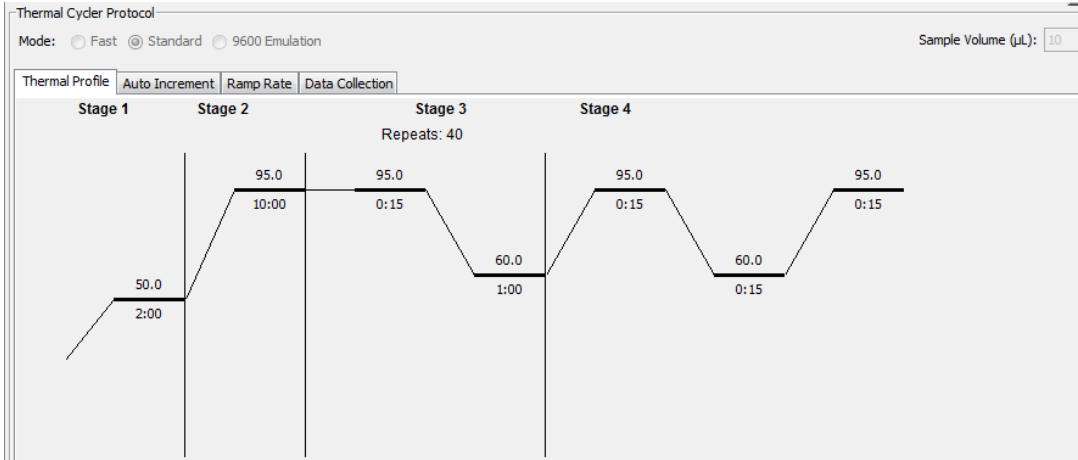 Thermal Cycler Protocol
Mode: Fast Standard 9600 Emulation Sample Volume (µL): 10
Thermal Profile Auto Increment Ramp Rate Data Collection
Stage 1 Stage 2 Stage 3 Stage 4
Repeats: 40
95.0 95.0 95.0 95.0
10:00 0:15 0:15 0:15
60.0 60.0
1:00 0:15
50.0
2:00